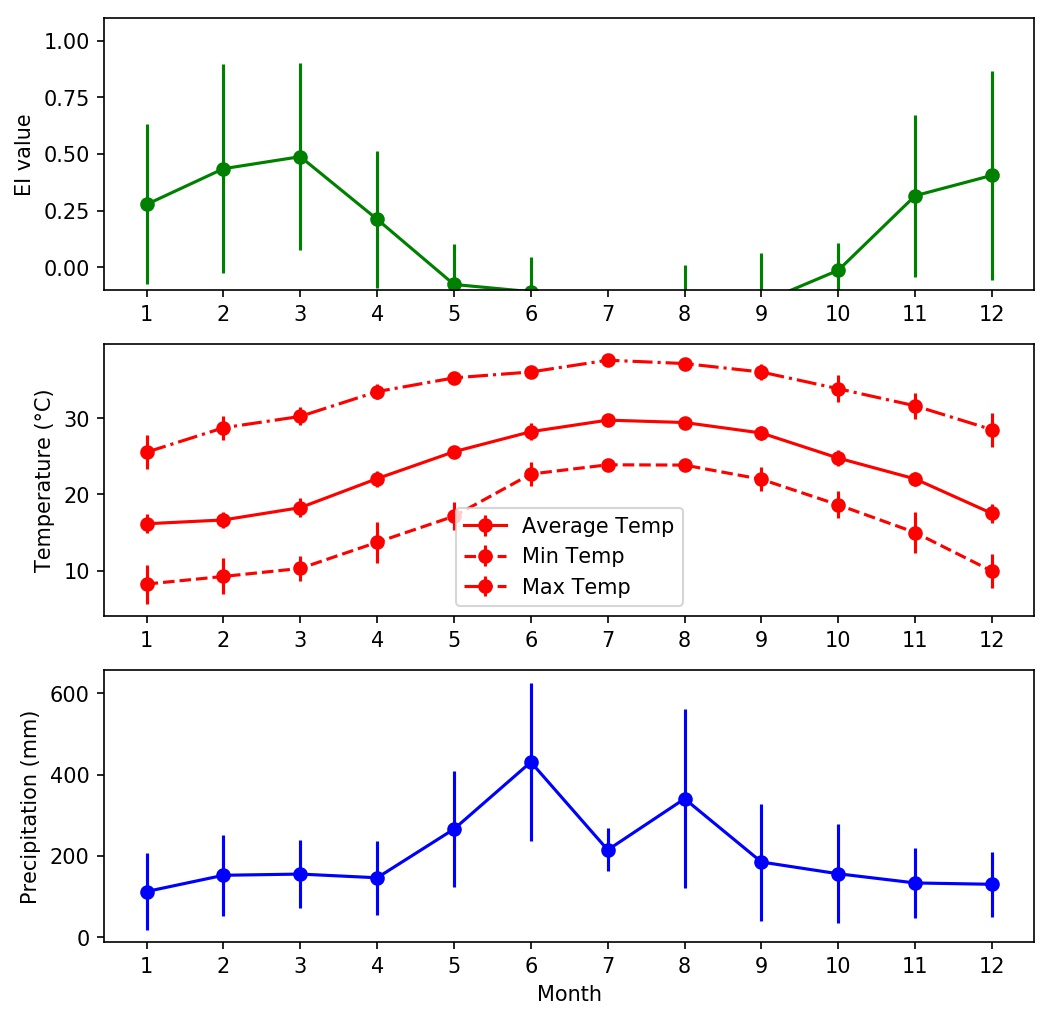 EI value
1.00
0.75
0.50
0.25
0.00
1 2 3 4 5 6 7 8 9 10 11 12
Temperature (°C)
30
20
10
Average Temp
Min Temp
Max Temp
1 2 3 4 5 6 7 8 9 10 11 12
Precipitation (mm)
600
400
200
0
1 2 3 4 5 6 7 8 9 10 11 12
Month